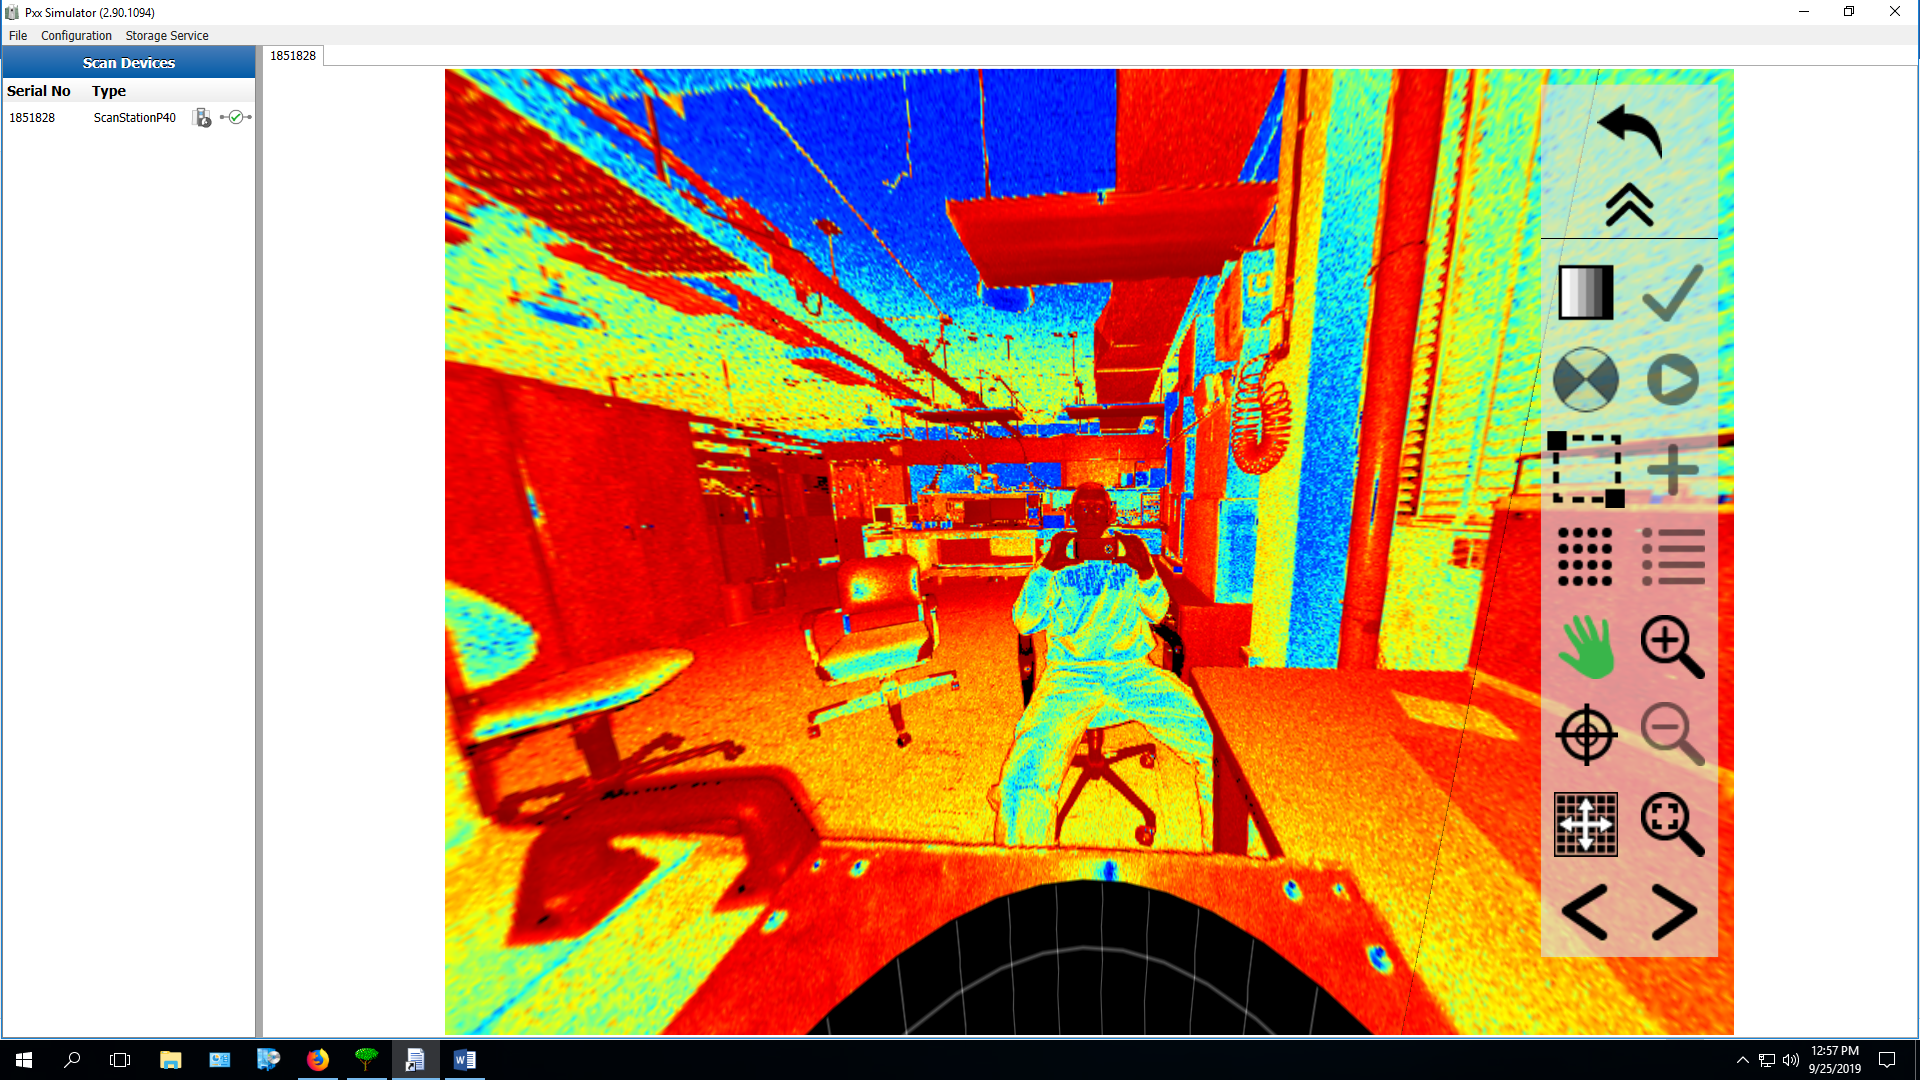 Pxx Simulator (2.90.1094)
File Configuration Storage Service
Scan Devices
1851828
Serial No Type
1851828 ScanStationP40
12:57 PM
9/25/2019